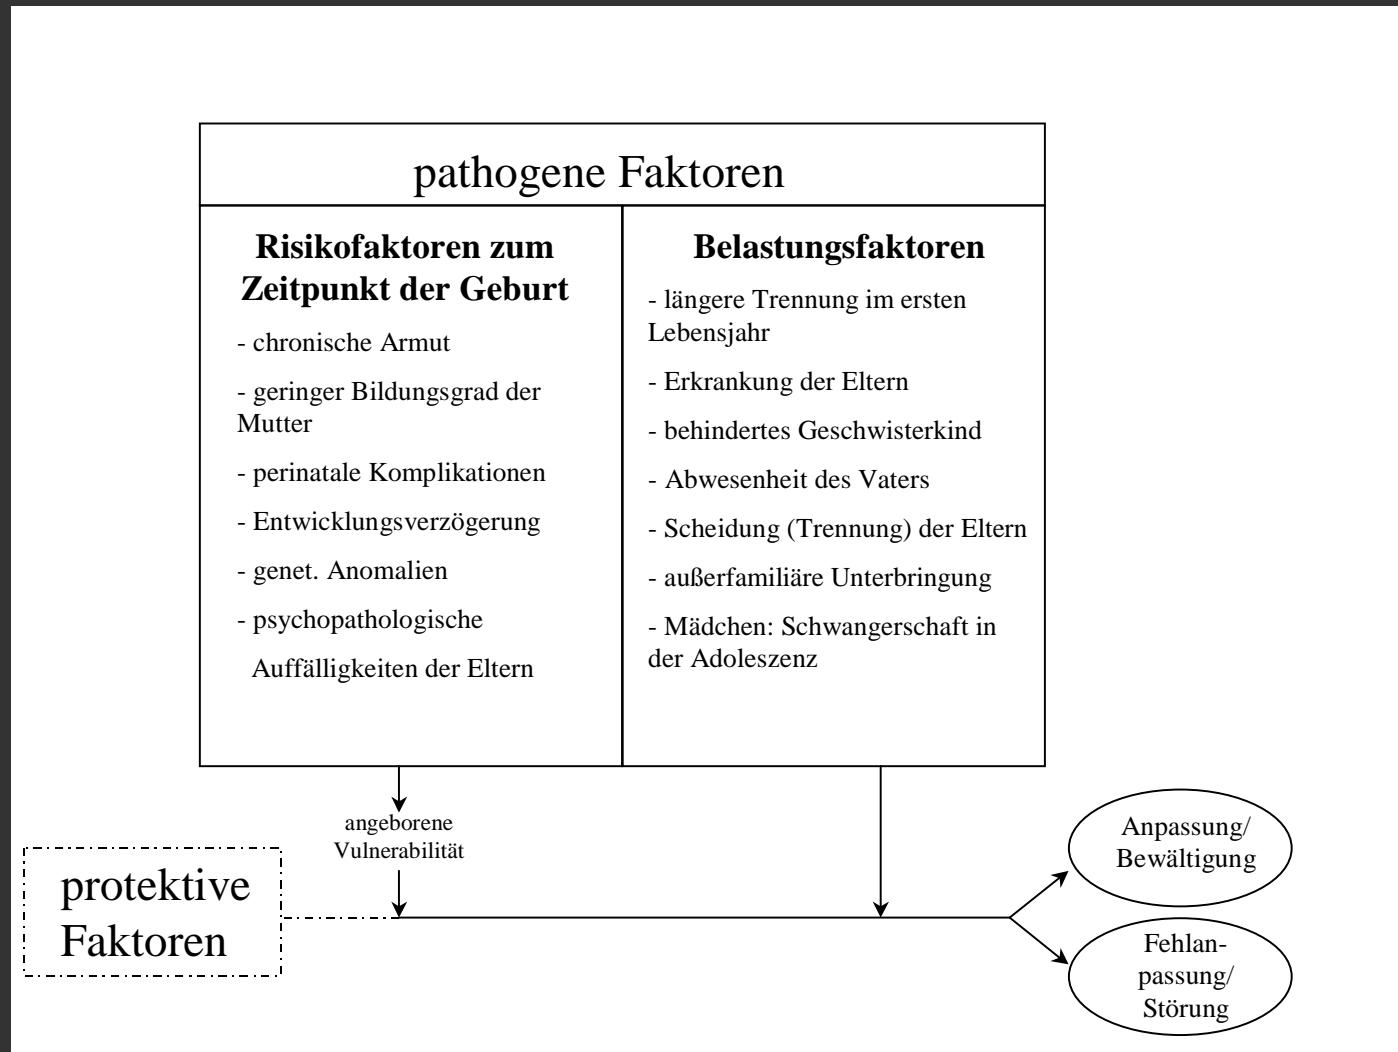 pathogene Faktoren
Risikofaktoren zum
Zeitpunkt der Geburt
- chronische Armut
- geringer Bildungsgrad der
Mutter
- perinatale Komplikationen
- Entwicklungsverzögerung
- genet. Anomalien
- psychopathologische
Auffälligkeiten der Eltern
Belastungsfaktoren
- längere Trennung im ersten
Lebensjahr
- Erkrankung der Eltern
- behindertes Geschwisterkind
- Abwesenheit des Vaters
- Scheidung (Trennung) der Eltern
- außerfamiliäre Unterbringung
- Mädchen: Schwangerschaft in
der Adoleszenz
angeborene
Vulnerabilität
protektive
Faktoren
Anpassung/
Bewältigung
Fehlan-
passung/
Störung